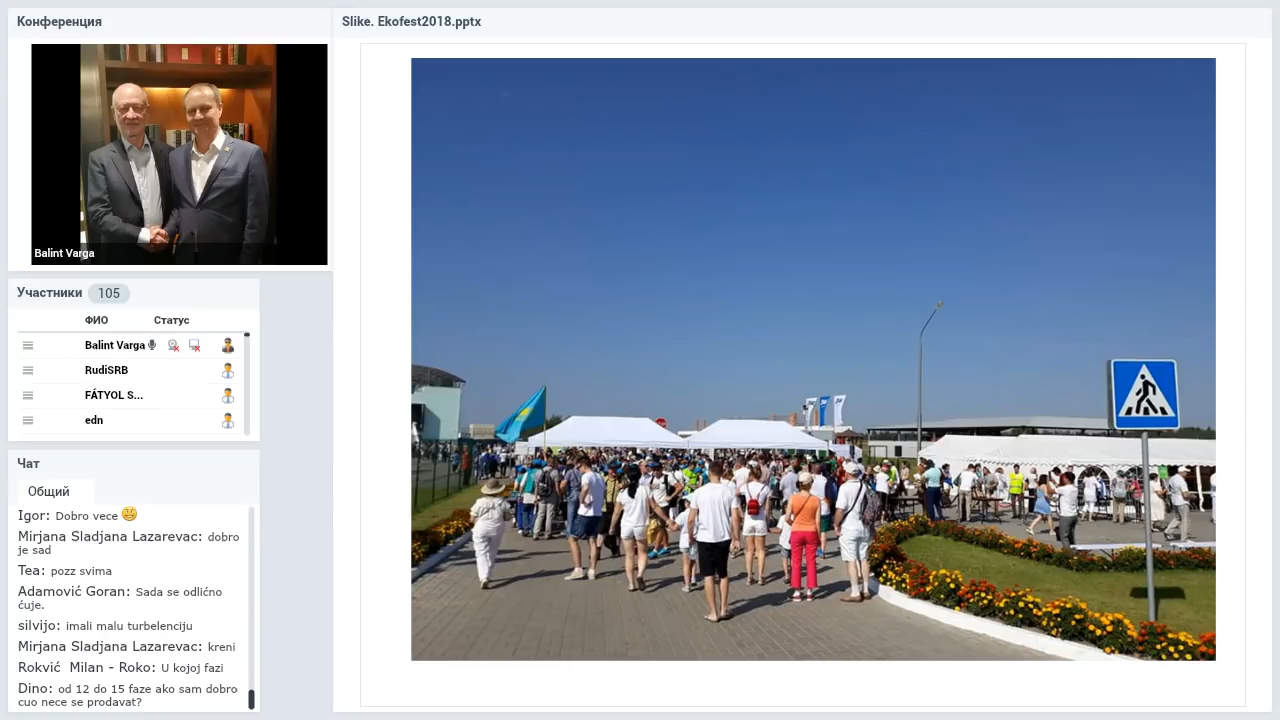 Конференция
Slike. Ekofest2018.pptx
Balint Varga
Участники 105
ФИО Статус
Balint Varga
RudiSRB
FÁTYOL S...
edn
Чат
Общий
Igor: Dobro vece
Mirjana Sladjana Lazarevac: dobro
je sad
Tea: pozz svima
Adamović Goran: Sada se odlićno
ćuje.
silvijo: imali malu turbelenciju
Mirjana Sladjana Lazarevac: kreni
Rokvić Milan - Roko: U kojoj fazi
Dino: od 12 do 15 faze ako sam dobro
cuo nece se prodavat?